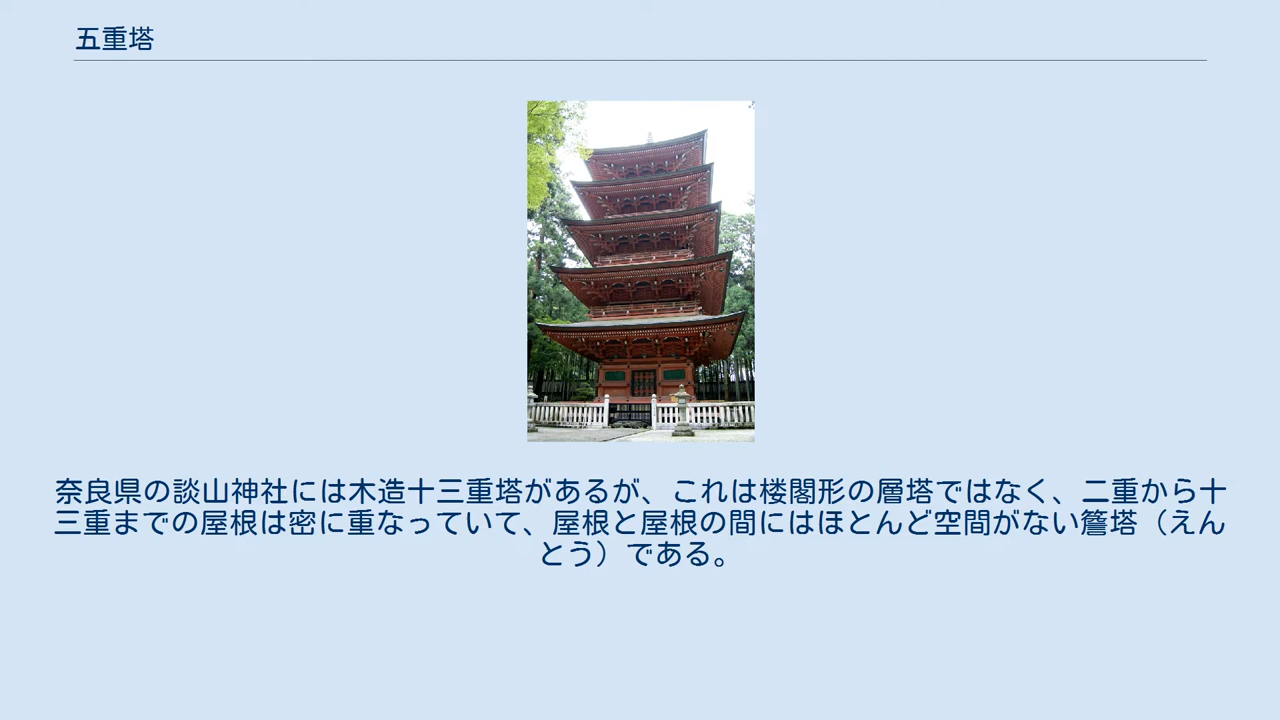 五重塔
奈良県の談山神社には木造十三重塔があるが、これは楼閣形の層塔ではなく、二重から十
三重までの屋根は密に重なっていて、屋根と屋根の間にはほとんど空間がない簷塔（えん
とう）である。